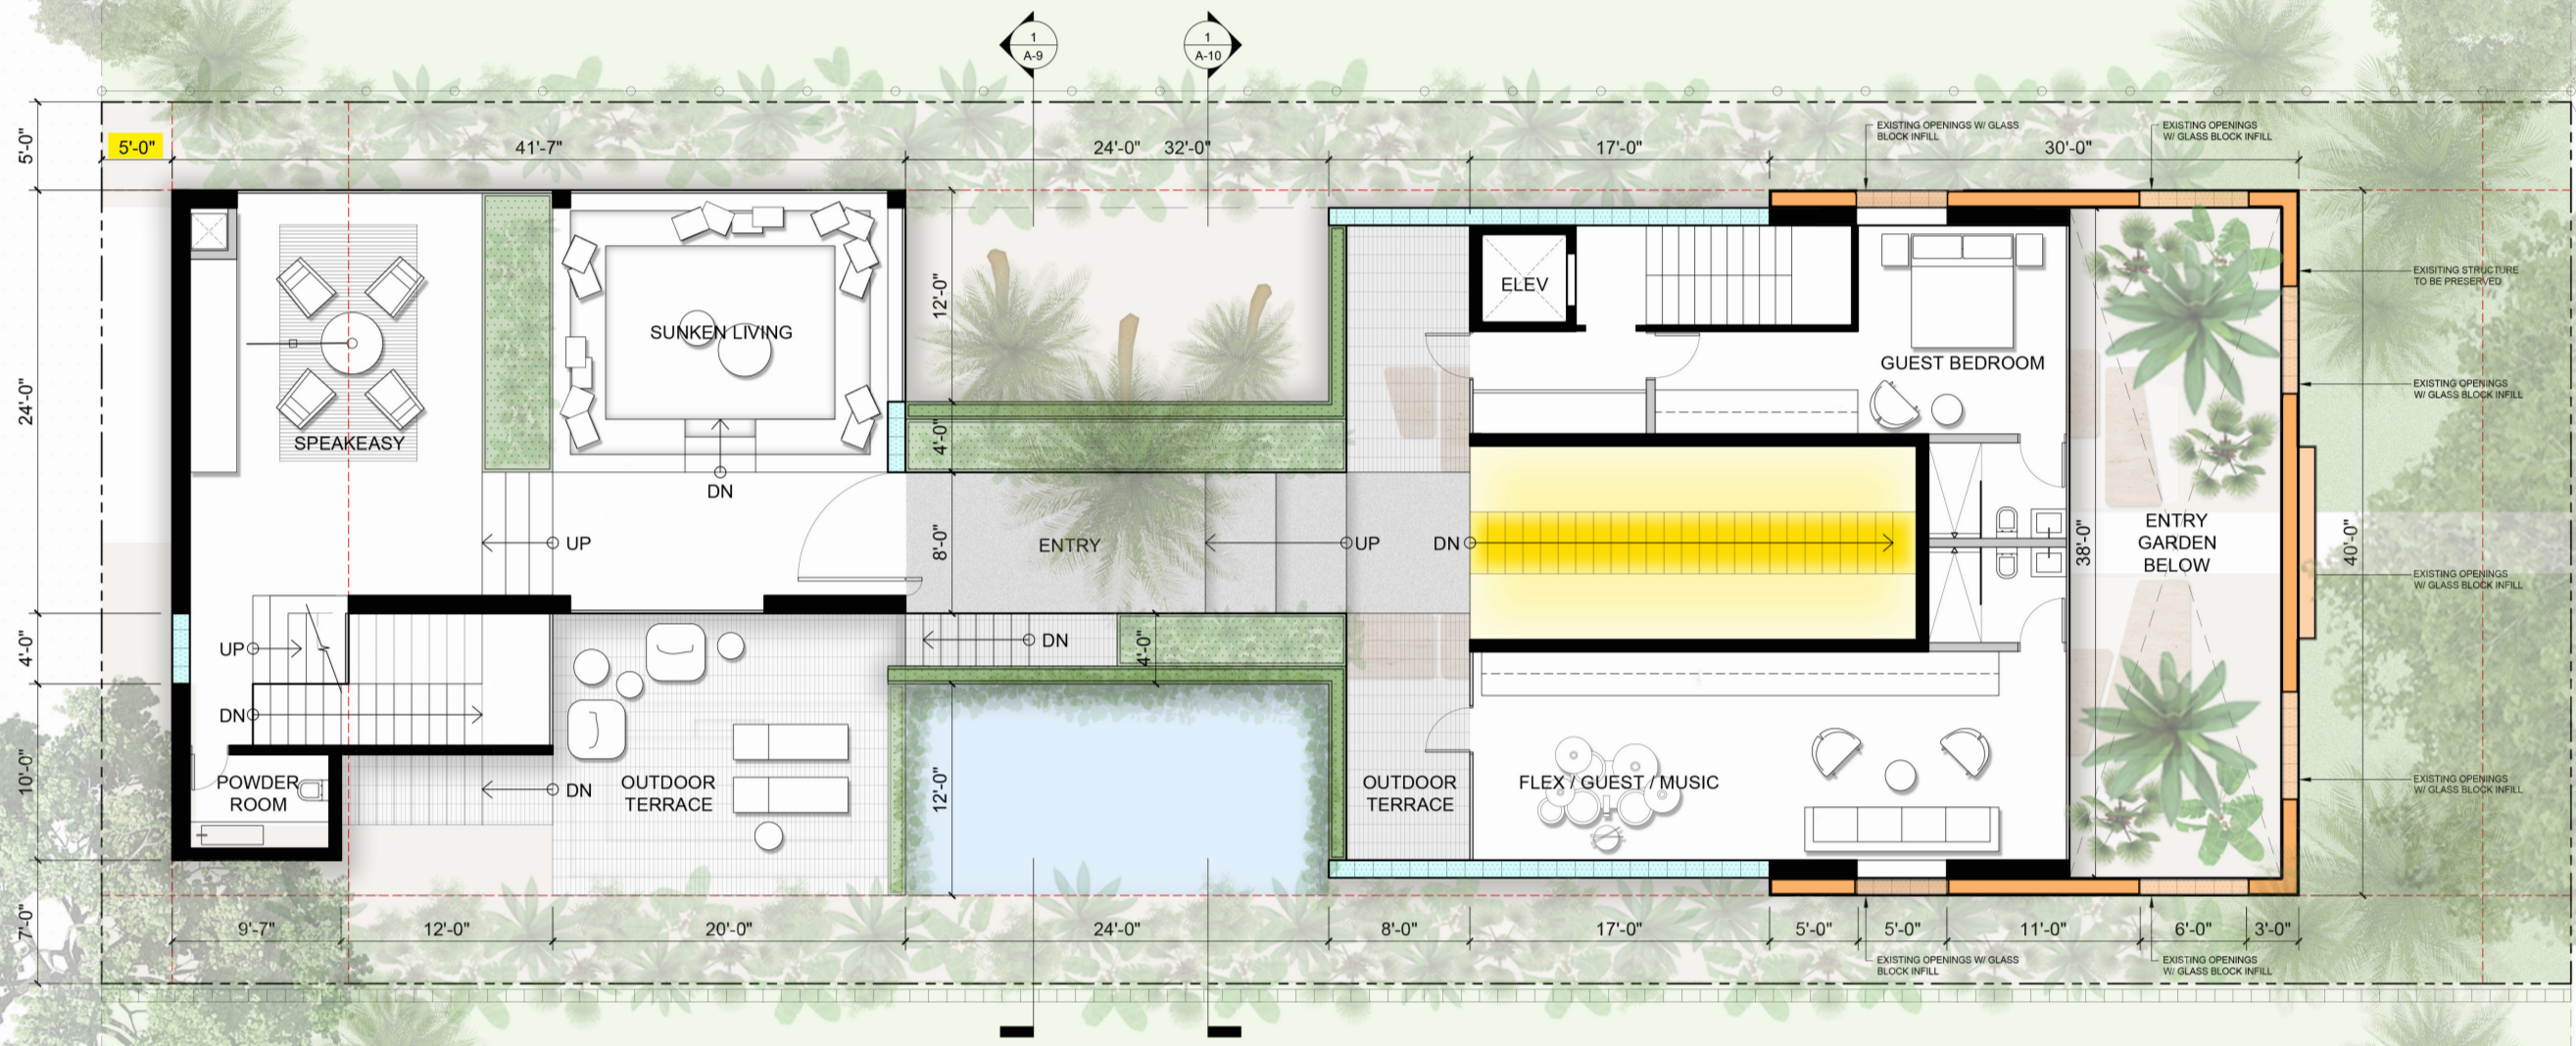 1
A-9
1
A-10
EXISTING OPENINGS W/ GLASS
BLOCK INFILL
EXISTING OPENINGS
W/ GLASS BLOCK INFILL
5'-0"
5'-0"
41'-7"
24'-0"
32'-0"
17'-0"
30'-0"
EXISITING STRUCTURE
TO BE PRESERVED
ELEV
12'-0"
SUNKEN LIVING
GUEST BEDROOM
24'-0"
EXISTING OPENINGS
W/ GLASS BLOCK INFILL
SPEAKEASY
4'-0"
DN
UP
8'-0"
ENTRY
UP
DN
38'-0"
ENTRY
GARDEN
BELOW
40'-0"
EXISTING OPENINGS
W/ GLASS BLOCK INFILL
4'-0"
UP
DN
4'-0"
DN
10'-0"
POWDER
ROOM
DN
OUTDOOR
TERRACE
12'-0"
OUTDOOR
TERRACE
FLEX / GUEST / MUSIC
EXISTING OPENINGS
W/ GLASS BLOCK INFILL
7'-0"
9'-7"
12'-0"
20'-0"
24'-0"
8'-0"
17'-0"
5'-0"
5'-0"
11'-0"
6'-0"
3'-0"
EXISTING OPENINGS W/ GLASS
BLOCK INFILL
EXISTING OPENINGS
W/ GLASS BLOCK INFILL